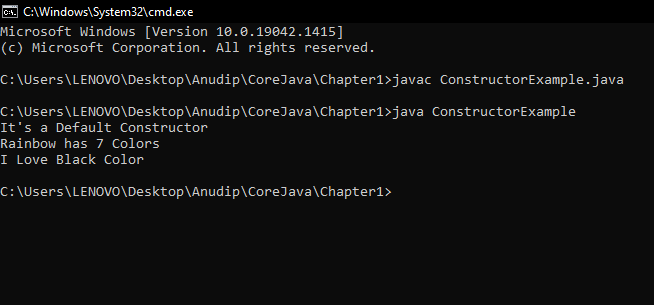 C:\Windows\System32\cmd.exe
Microsoft Windows [Version 10.0.19042.1415]
(c) Microsoft Corporation. All rights reserved.
C:\Users\LENOVO\Desktop\Anudip\CoreJava\Chapter1>javac ConstructorExample.java
C:\Users\LENOVO\Desktop\Anudip\CoreJava\Chapter1>java ConstructorExample
It's a Default Constructor
Rainbow has 7 Colors
I Love Black Color
C:\Users\LENOVO\Desktop\Anudip\CoreJava\Chapter1>